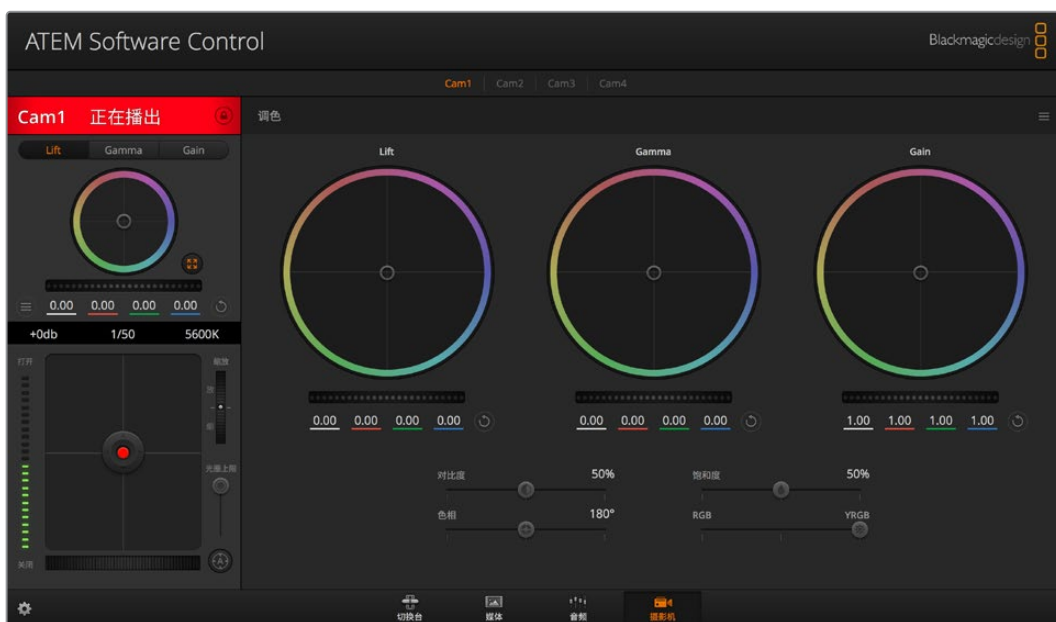 ATEM Software Control
Blackmagicdesign
Cam1 Cam2 Cam3 Cam4
Cam1 正在播出
调色
Lift Gamma Gain
Lift Gamma Gain
0.00 0.00 0.00 0.00
+0db 1/50 5600K
打开
缩放
光圈上限
关闭
0.00 0.00 0.00 0.00
0.00 0.00 0.00 0.00
1.00 1.00 1.00 1.00
对比度 50%
饱和度 50%
色相 180°
RGB YRGB
切换台 媒体 音频 摄影机